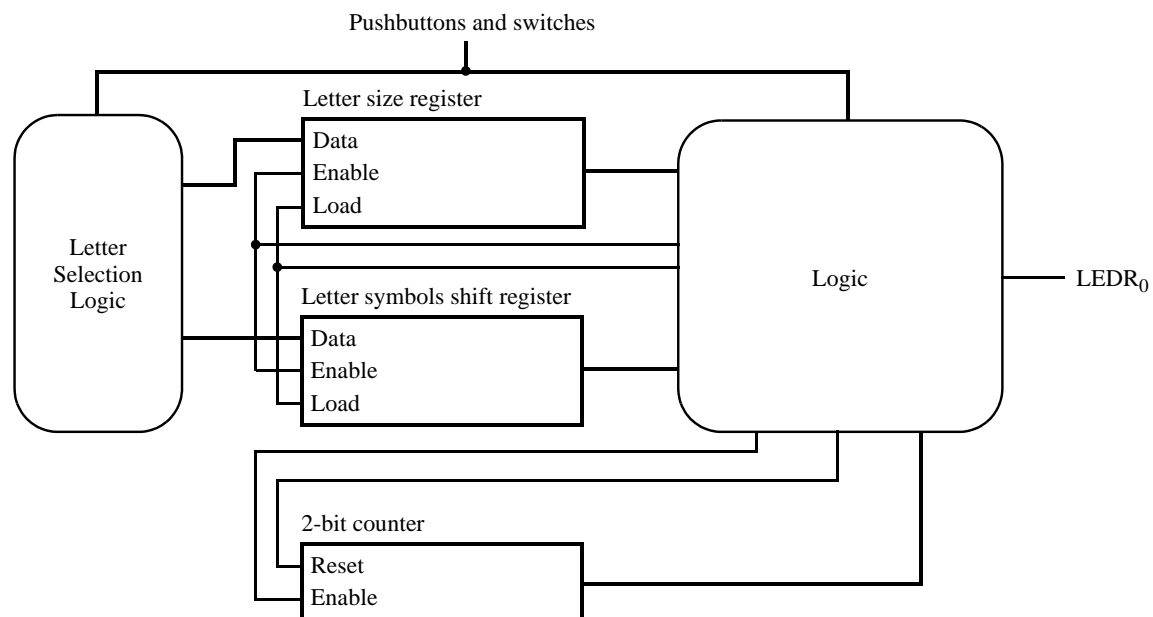 Pushbuttons and switches
Letter size register
Data
Enable
Load
Letter
Selection
Logic
Logic
LEDR0
Letter symbols shift register
Data
Enable
Load
2-bit counter
Reset
Enable